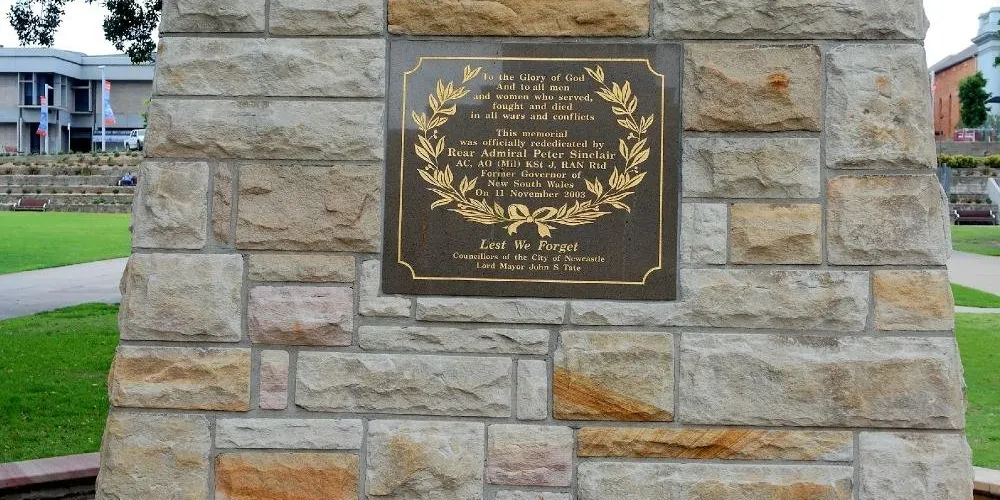 To the Glory of God
And to all men
and women who served,
fought and died
in all wars and conflicts
This memorial
was officially rededicated by
Rear Admiral Peter Sinclair
AC, AO (Mil) KSt J, RAN Rtd
Former Governor of
New South Wales
On 11 November 2003
Lest We Forget
Councillors of the City of Newcastle
Lord Mayor John S Tate